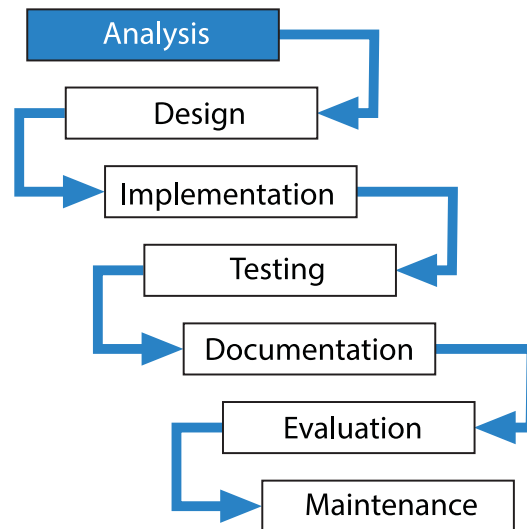 Analysis
Design
Implementation
Testing
Documentation
Evaluation
Maintenance